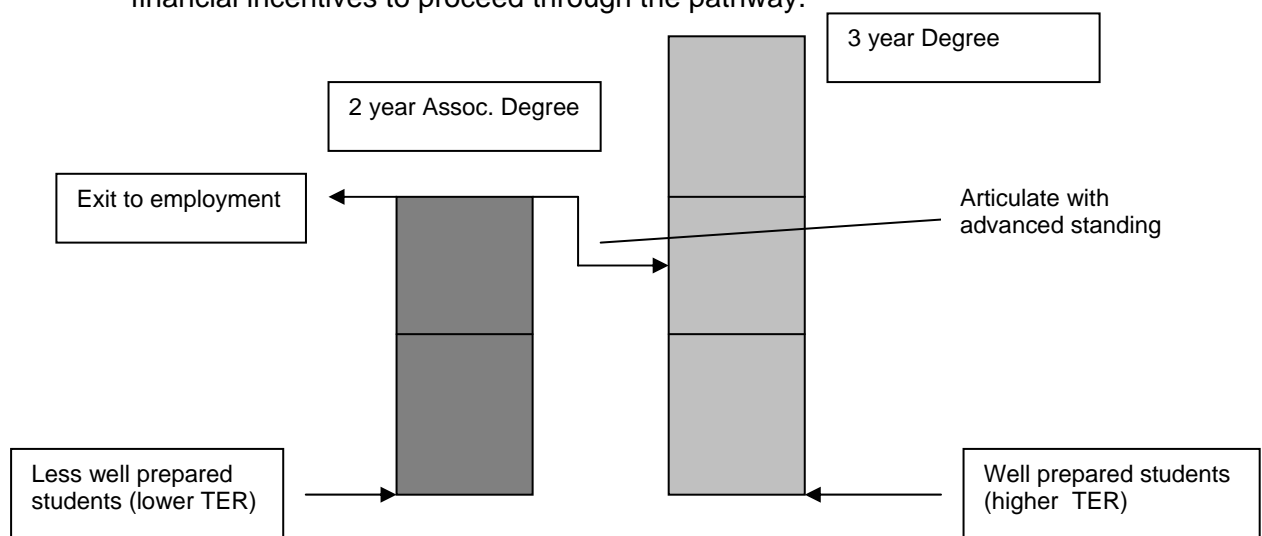 financial incentives to proceed through the pathway.
3 year Degree
2 year Assoc. Degree
Exit to employment
Articulate with
advanced standing
Less well prepared
students (lower TER)
Well prepared students
(higher TER)